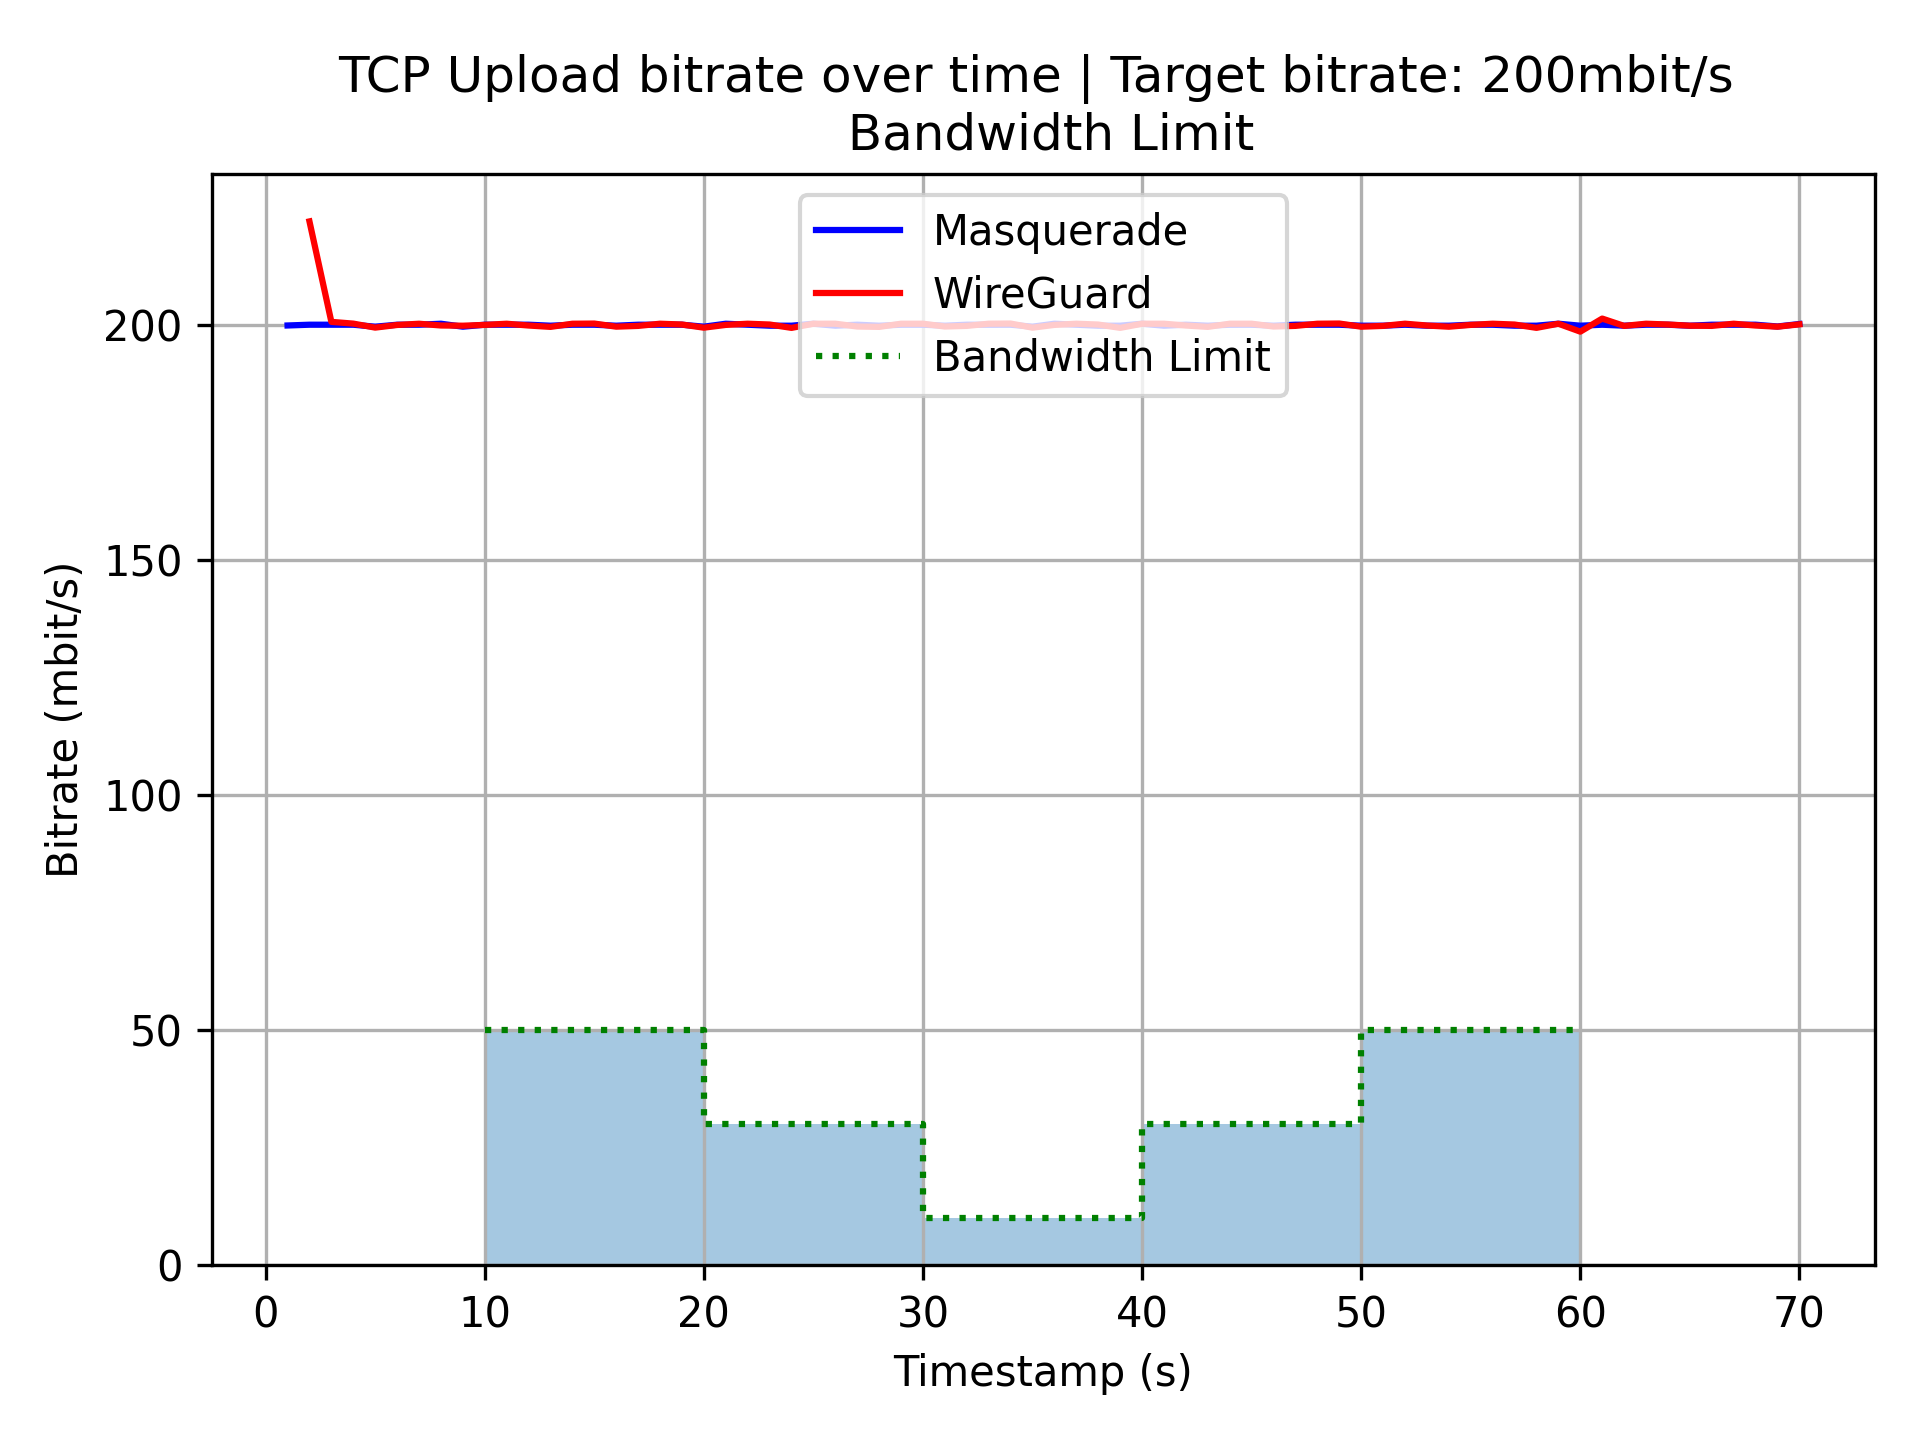 TCP Upload bitrate over time | Target bitrate: 200mbit/s
Bandwidth Limit
Masquerade
WireGuard
Bandwidth Limit
Bitrate (mbit/s)
200
150
100
50
0
0 10 20 30 40 50 60 70
Timestamp (s)